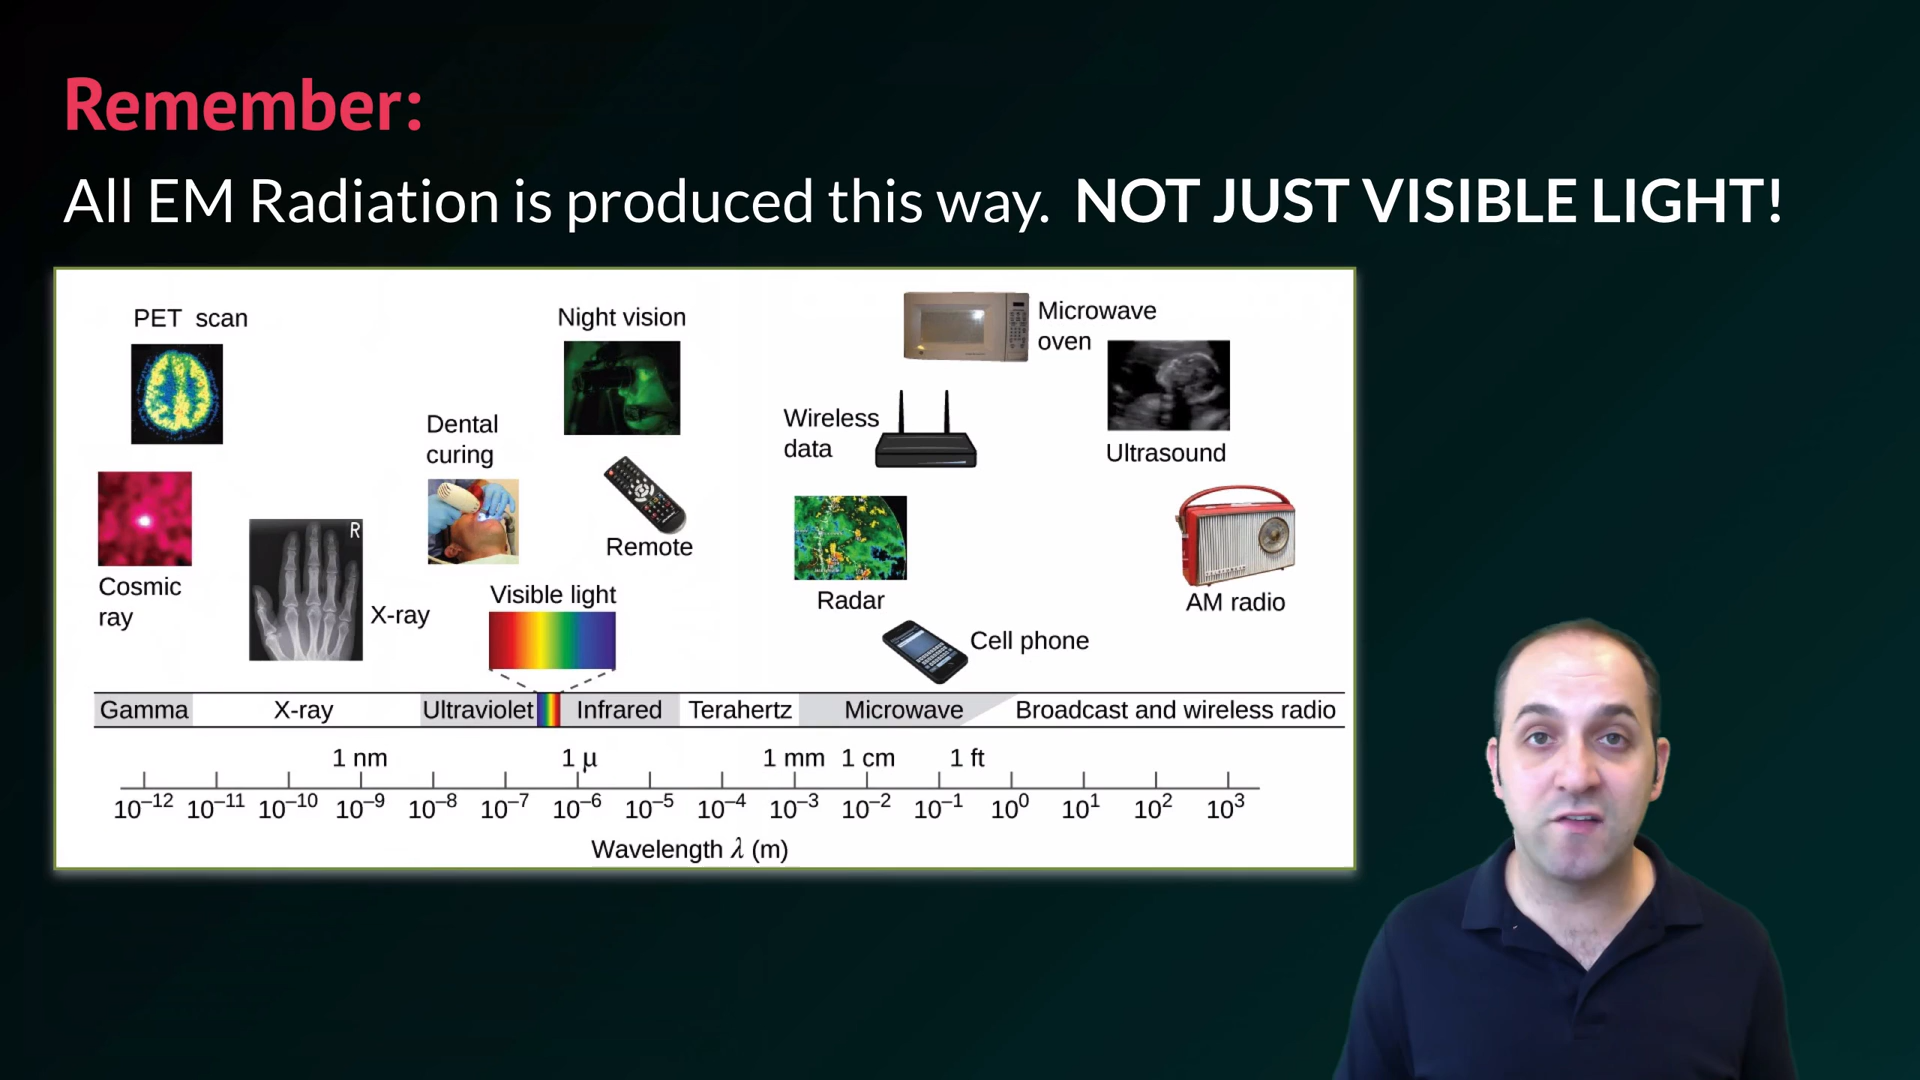 Remember:
All EM Radiation is produced this way. NOT JUST VISIBLE LIGHT!
PET scan
Night vision
Microwave
oven
Dental
curing
Wireless
data
Ultrasound
Cosmic
ray
R
X-ray
Remote
Visible light
Radar
AM radio
Cell phone
Gamma X-ray Ultraviolet Infrared Terahertz Microwave Broadcast and wireless radio
1 nm 1 µ 1 mm 1 cm 1 ft
10⁻¹² 10⁻¹¹ 10⁻¹⁰ 10⁻⁹ 10⁻⁸ 10⁻⁷ 10⁻⁶ 10⁻⁵ 10⁻⁴ 10⁻³ 10⁻² 10⁻¹ 10⁰ 10¹ 10² 10³
Wavelength λ (m)